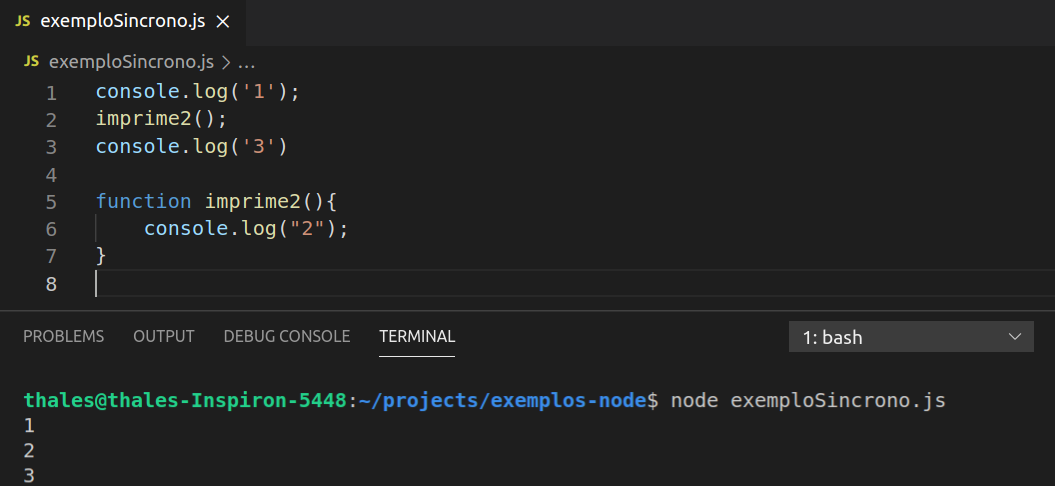 JS exemploSincrono.js ×
JS exemploSincrono.js > ...
1 console.log('1');
2 imprime2();
3 console.log('3')
4
5 function imprime2(){
6     console.log("2");
7 }
8
PROBLEMS OUTPUT DEBUG CONSOLE TERMINAL 1: bash
thales@thales-Inspiron-5448:~/projects/exemplos-node$ node exemploSincrono.js
1
2
3